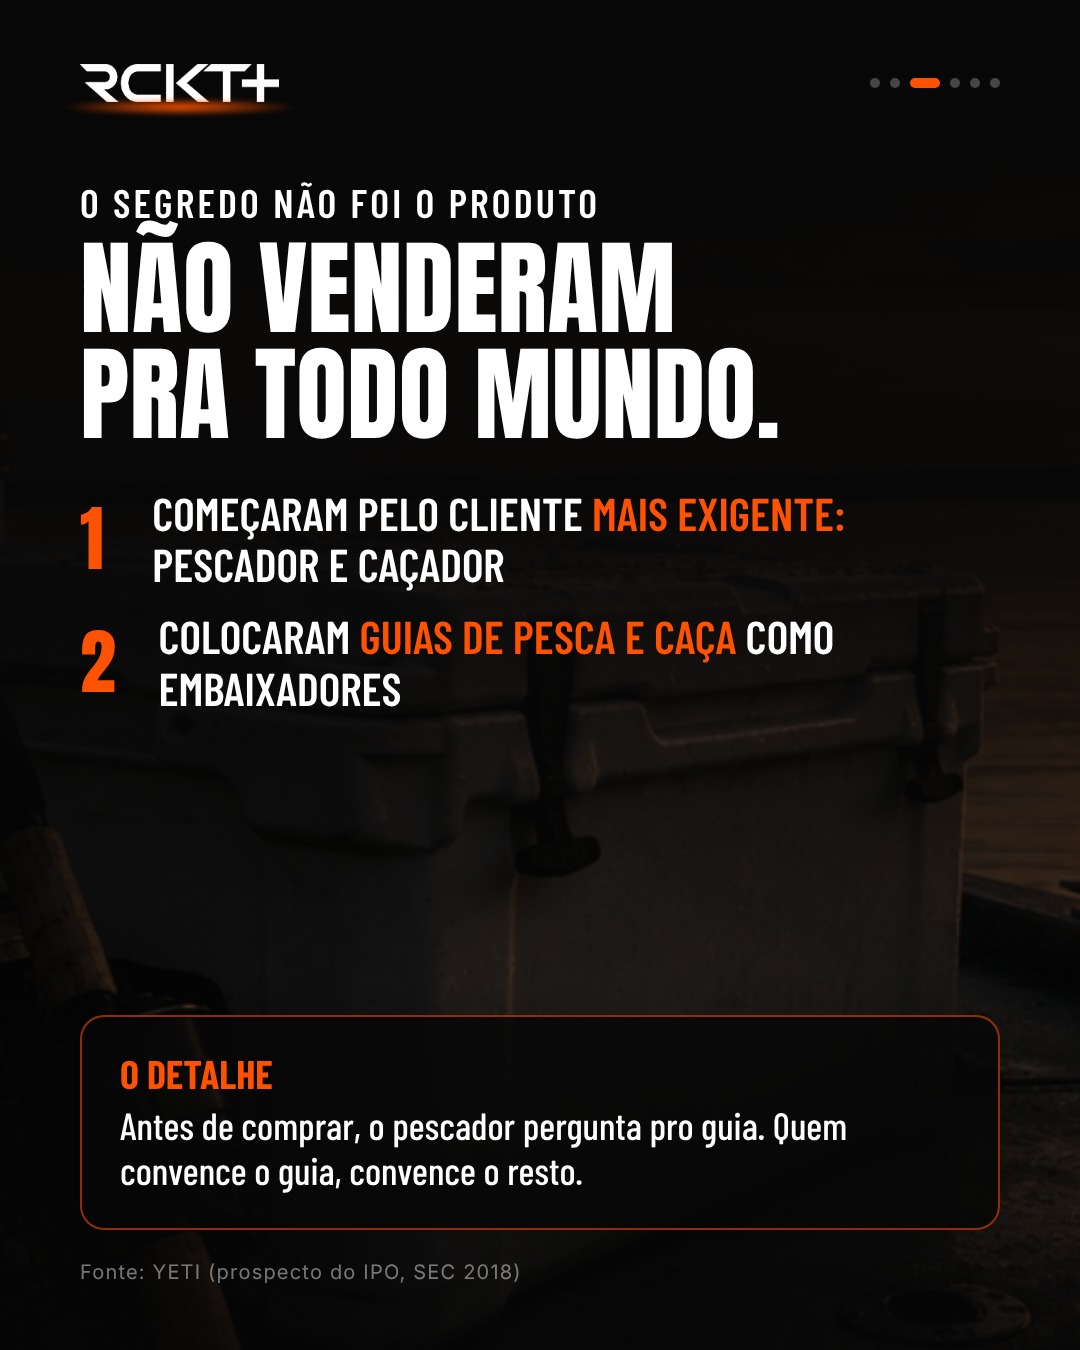 RCKT+
O SEGREDO NÃO FOI O PRODUTO
NÃO VENDERAM
PRA TODO MUNDO.
1 COMEÇARAM PELO CLIENTE MAIS EXIGENTE:
PESCADOR E CAÇADOR
2 COLOCARAM GUIAS DE PESCA E CAÇA COMO
EMBAIXADORES
O DETALHE
Antes de comprar, o pescador pergunta pro guia. Quem
convence o guia, convence o resto.
Fonte: YETI (prospecto do IPO, SEC 2018)